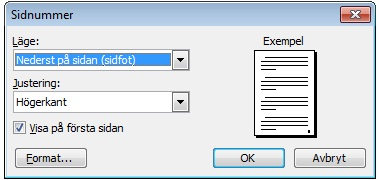 Sidnummer
Läge:
Nederst på sidan (sidfot)
Justering:
Högerkant
Visa på första sidan
Format...
Exempel
OK
Avbryt